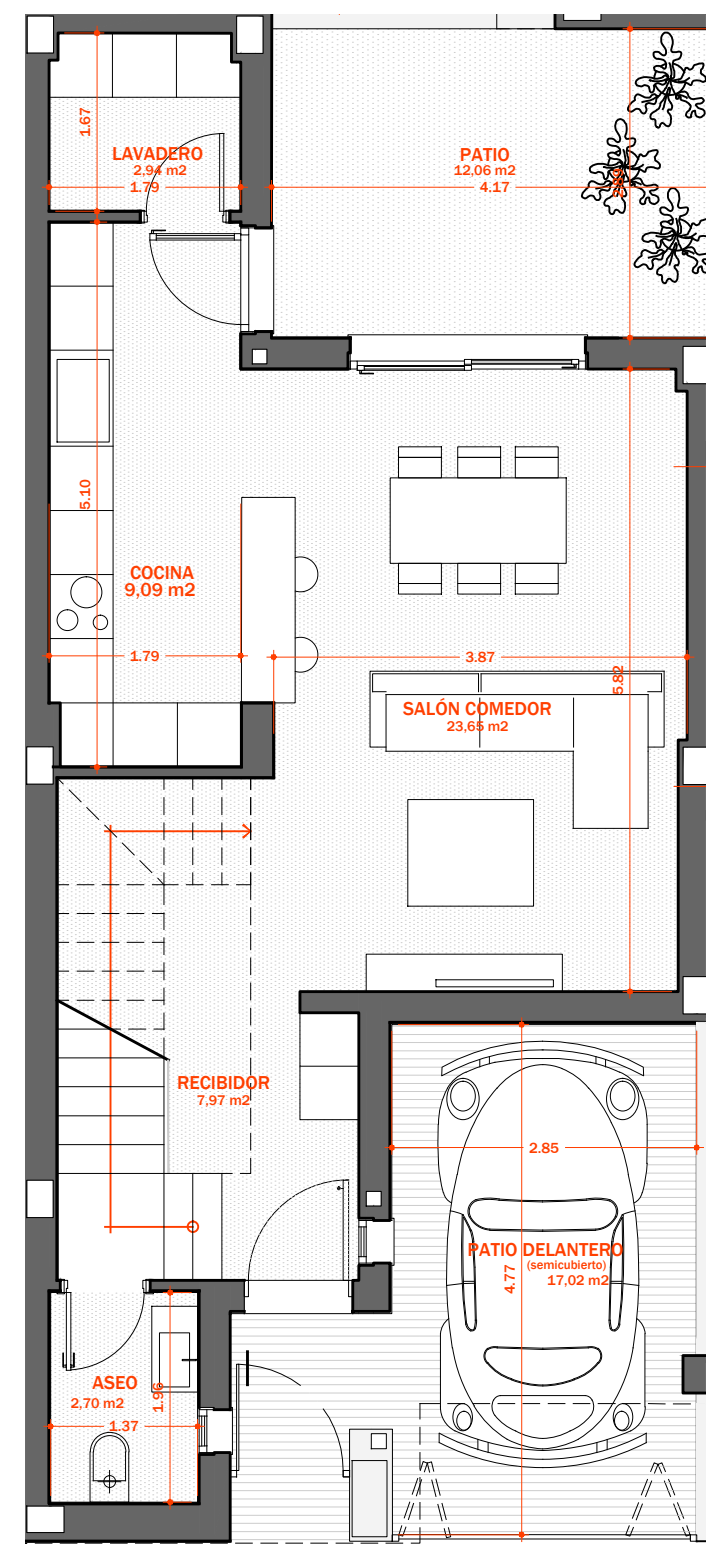 1.67
LAVADERO
2,94 m2
1.79
PATIO
12,06 m2
4.17
5.10
COCINA
9,09 m2
1.79
3.87
5.82
SALÓN COMEDOR
23,65 m2
RECIBIDOR
7,97 m2
2.85
PATIO DELANTERO
(semicubierto)
17,02 m2
4.77
ASEO
2,70 m2
1.96
1.37